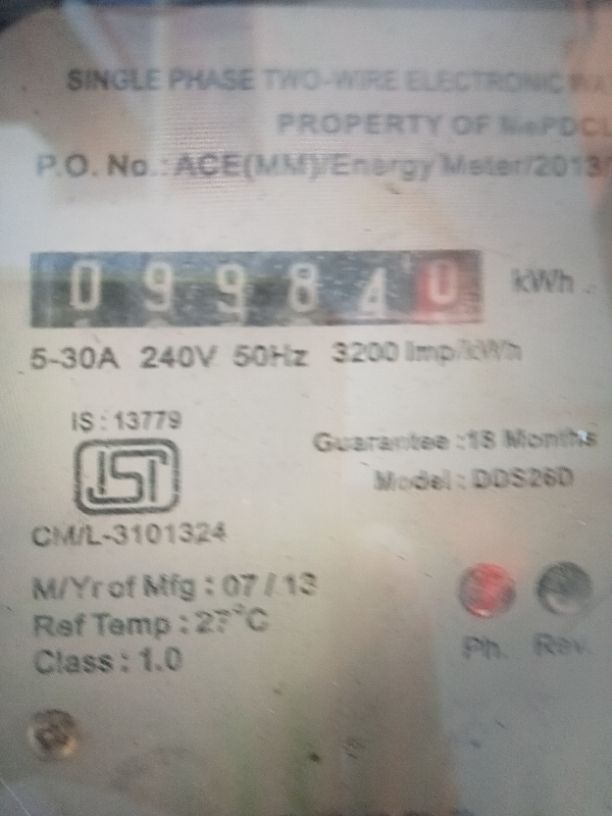 SINGLE PHASE TWO-WIRE ELECTRONIC
PROPERTY OF
P.O. No.: ACE(MM)/Energy Meter/2013
0 9 9 8 4 0 kWh
5-30A 240V 50Hz 3200 Imp/kWh
IS : 13779
Guarantee :18 Months
ISI
Model : DDS26D
CM/L-3101324
M/Yr of Mfg : 07 / 13
Ref Temp : 27°C
Class : 1.0
Ph. Rev.